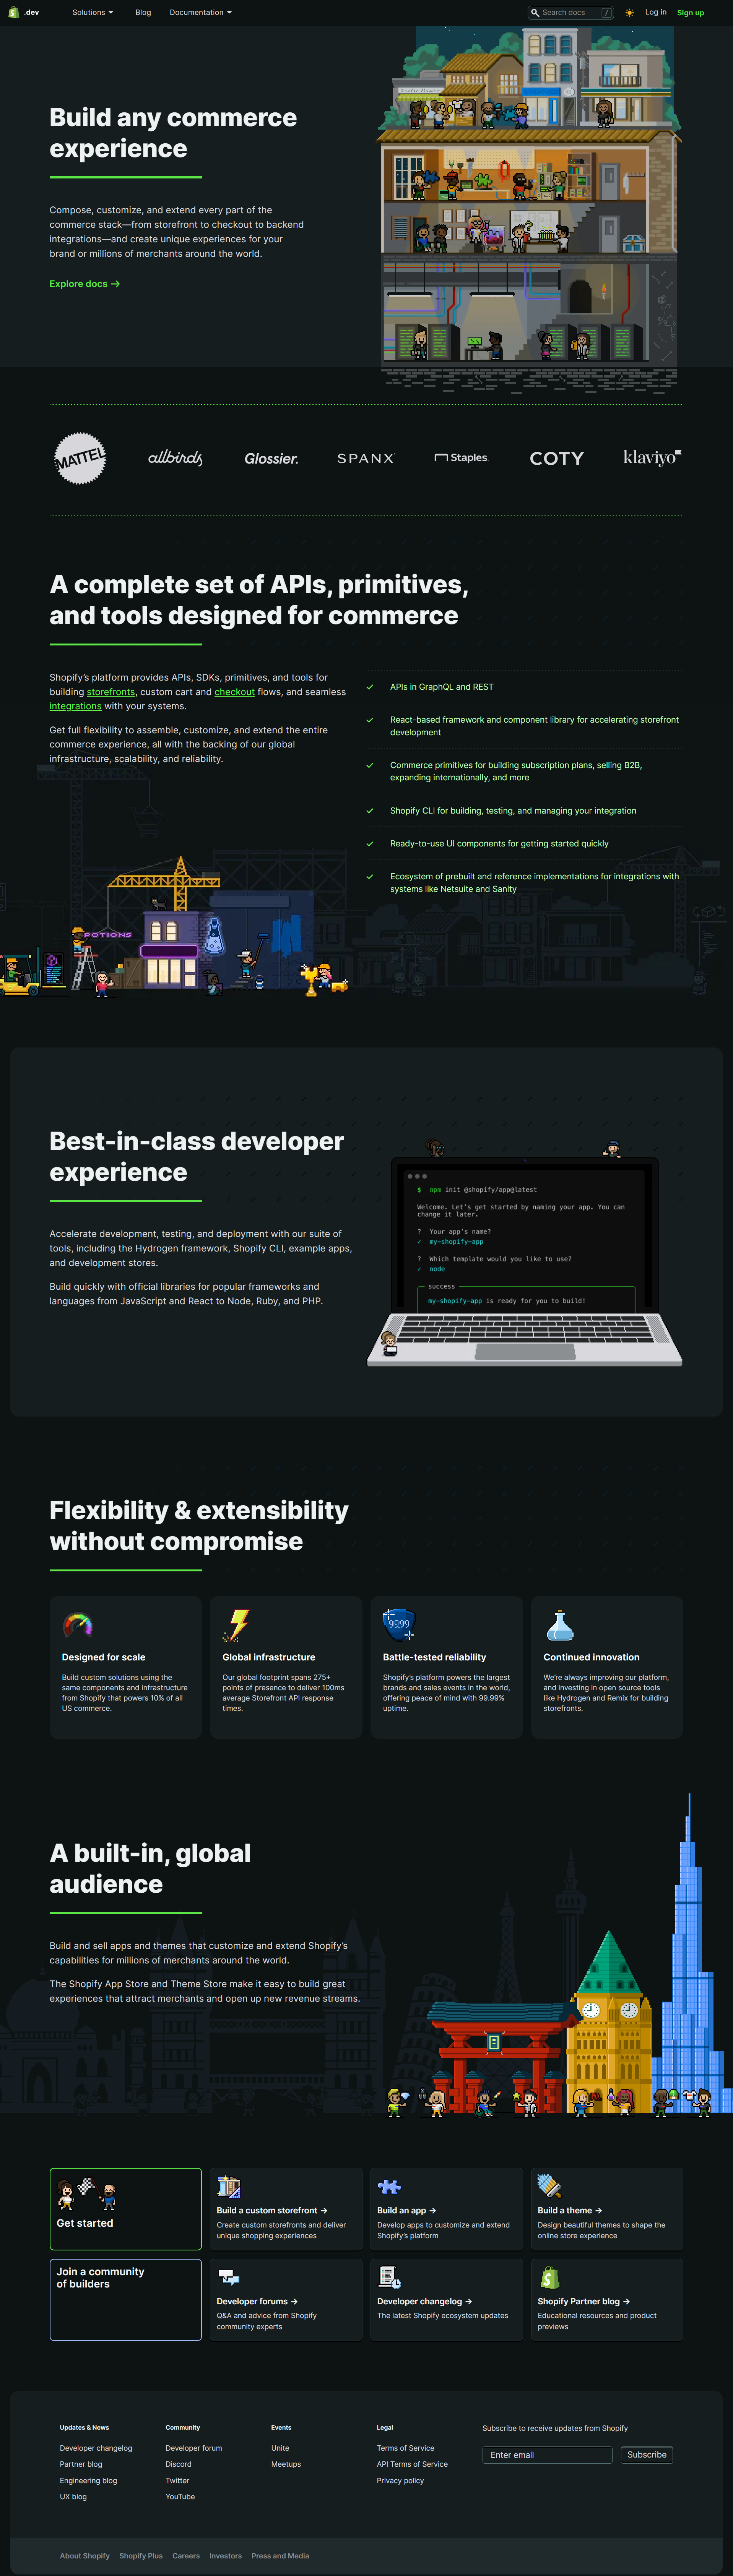 .dev
Solutions
Blog
Documentation
Search docs
/
Log in
Sign up
Build any commerce
experience
Compose, customize, and extend every part of the
commerce stack—from storefront to checkout to backend
integrations—and create unique experiences for your
brand or millions of merchants around the world.
Explore docs →
MATTEL
allbirds
Glossier.
SPANX
Staples
COTY
klaviyo
A complete set of APIs, primitives,
and tools designed for commerce
Shopify’s platform provides APIs, SDKs, primitives, and tools for
building storefronts, custom cart and checkout flows, and seamless
integrations with your systems.
Get full flexibility to assemble, customize, and extend the entire
commerce experience, all with the backing of our global
infrastructure, scalability, and reliability.
APIs in GraphQL and REST
React-based framework and component library for accelerating storefront
development
Commerce primitives for building subscription plans, selling B2B,
expanding internationally, and more
Shopify CLI for building, testing, and managing your integration
Ready-to-use UI components for getting started quickly
Ecosystem of prebuilt and reference implementations for integrations with
systems like Netsuite and Sanity
POTIONS
Best-in-class developer
experience
Accelerate development, testing, and deployment with our suite of
tools, including the Hydrogen framework, Shopify CLI, example apps,
and development stores.
Build quickly with official libraries for popular frameworks and
languages from JavaScript and React to Node, Ruby, and PHP.
$ npm init @shopify/app@latest
Welcome. Let's get started by naming your app. You can
change it later.
? Your app's name?
✓ my-shopify-app
? Which template would you like to use?
✓ node
success
my-shopify-app is ready for you to build!
Flexibility & extensibility
without compromise
Designed for scale
Build custom solutions using the
same components and infrastructure
from Shopify that powers 10% of all
US commerce.
Global infrastructure
Our global footprint spans 275+
points of presence to deliver 100ms
average Storefront API response
times.
99.99
Battle-tested reliability
Shopify’s platform powers the largest
brands and sales events in the world,
offering peace of mind with 99.99%
uptime.
Continued innovation
We’re always improving our platform,
and investing in open source tools
like Hydrogen and Remix for building
storefronts.
A built-in, global
audience
Build and sell apps and themes that customize and extend Shopify’s
capabilities for millions of merchants around the world.
The Shopify App Store and Theme Store make it easy to build great
experiences that attract merchants and open up new revenue streams.
Get started
Build a custom storefront →
Create custom storefronts and deliver
unique shopping experiences
Build an app →
Develop apps to customize and extend
Shopify’s platform
Build a theme →
Design beautiful themes to shape the
online store experience
Join a community
of builders
Developer forums →
Q&A and advice from Shopify
community experts
Developer changelog →
The latest Shopify ecosystem updates
Shopify Partner blog →
Educational resources and product
previews
Updates & News
Developer changelog
Partner blog
Engineering blog
UX blog
Community
Developer forum
Discord
Twitter
YouTube
Events
Unite
Meetups
Legal
Terms of Service
API Terms of Service
Privacy policy
Subscribe to receive updates from Shopify
Enter email
Subscribe
About Shopify
Shopify Plus
Careers
Investors
Press and Media